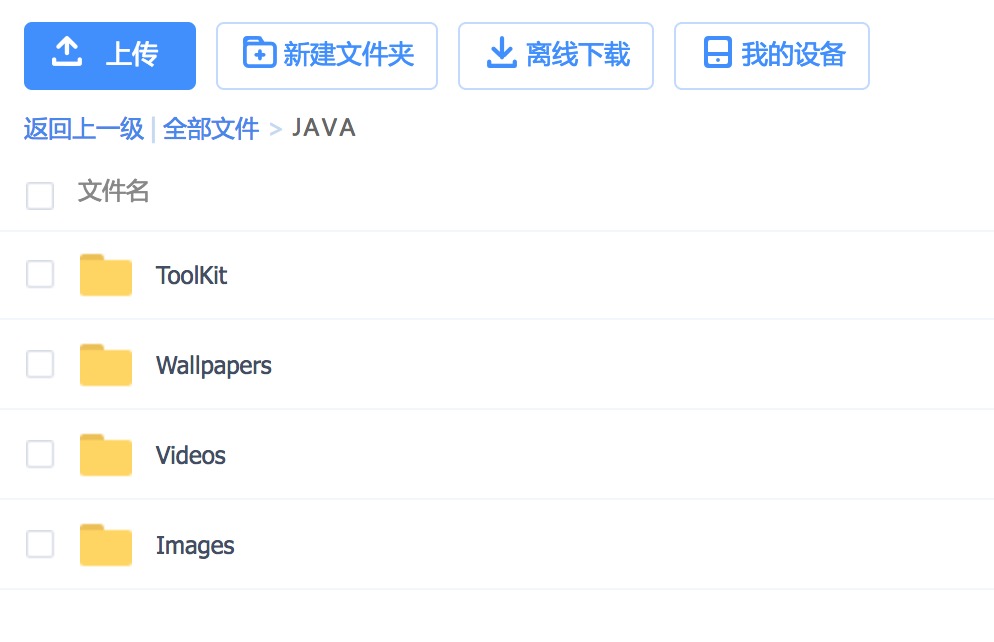 上传 新建文件夹 离线下载 我的设备
返回上一级 | 全部文件 > JAVA
文件名
ToolKit
Wallpapers
Videos
Images